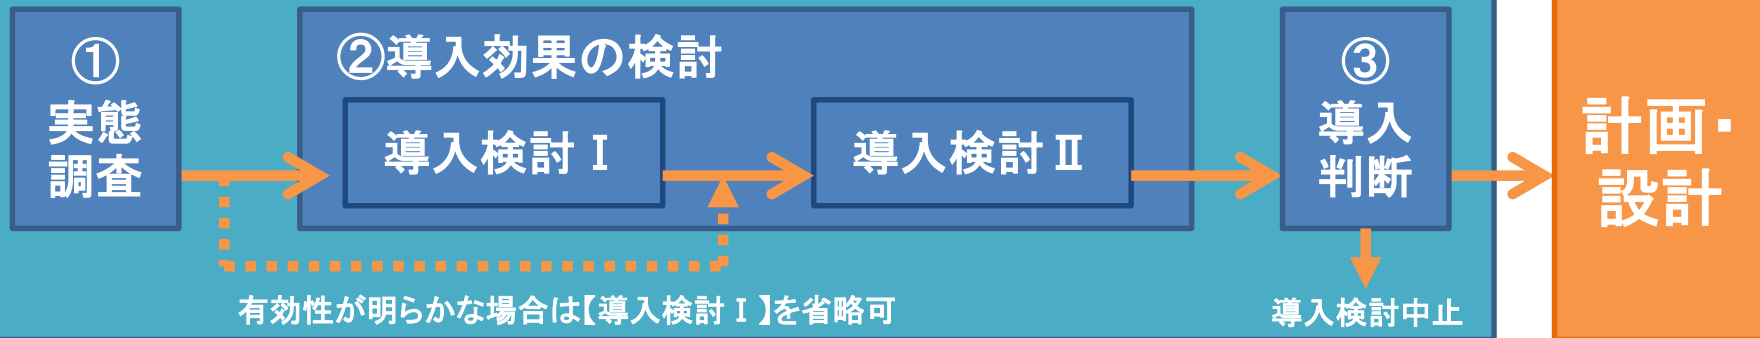 ①
実態
調査
②導入効果の検討
導入検討Ⅰ
導入検討Ⅱ
③
導入
判断
計画・
設計
有効性が明らかな場合は【導入検討Ⅰ】を省略可
導入検討中止